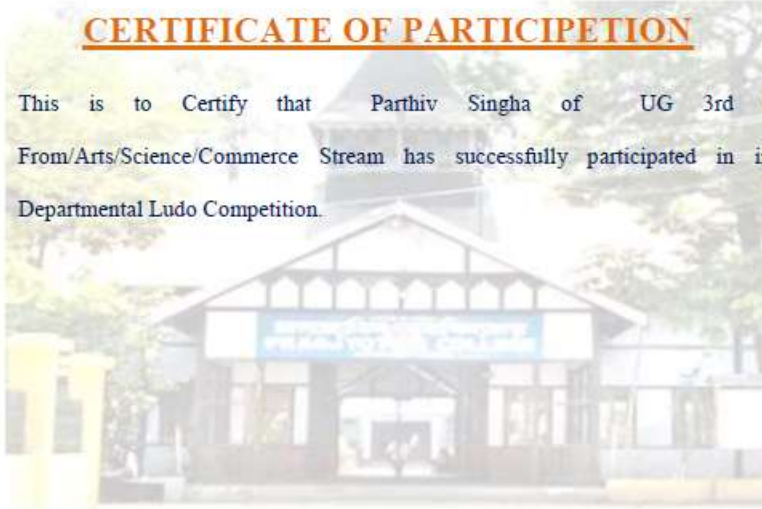 CERTIFICATE OF PARTICIPETION
This is to Certify that Parthiv Singha of UG 3rd
From/Arts/Science/Commerce Stream has successfully participated in
Departmental Ludo Competition.
COLLEGE